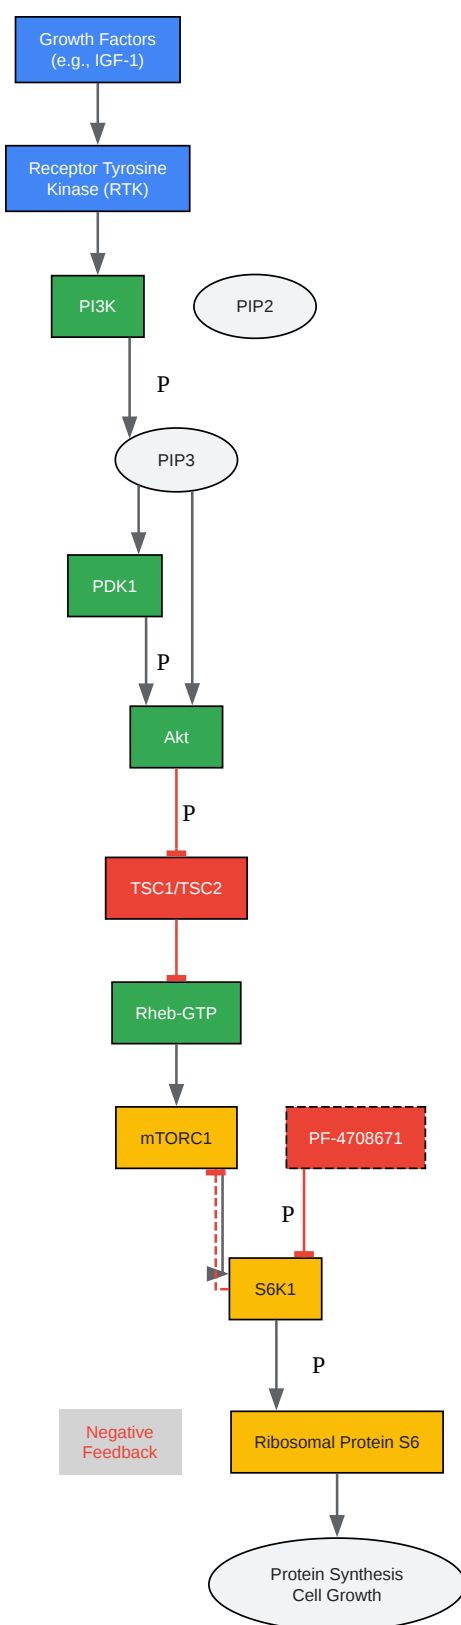 Growth Factors
(e.g., IGF-1)
Receptor Tyrosine
Kinase (RTK)
PI3K
PIP2
P
PIP3
PDK1
P
Akt
P
TSC1/TSC2
Rheb-GTP
mTORC1
PF-4708671
P
S6K1
P
Negative
Feedback
Ribosomal Protein S6
Protein Synthesis
Cell Growth